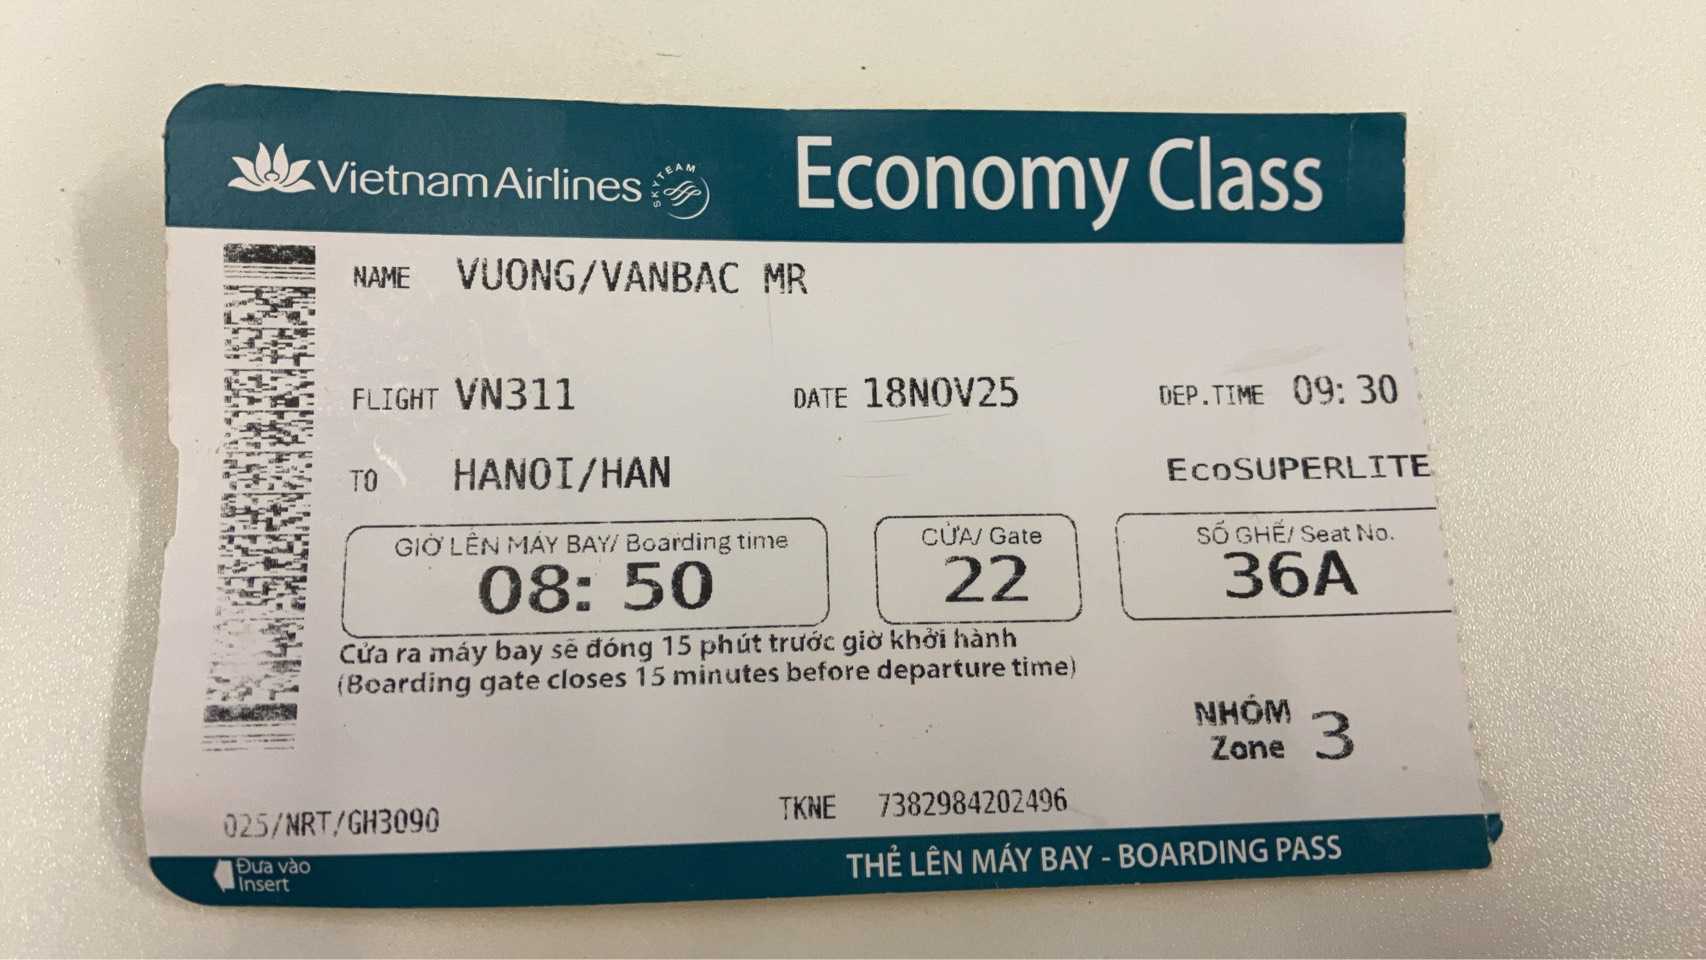 Vietnam Airlines SKYTEAM Economy Class
NAME VUONG/VANBAC MR
FLIGHT VN311 DATE 18NOV25 DEP.TIME 09:30
TO HANOI/HAN EcoSUPERLITE
GIỜ LÊN MÁY BAY/ Boarding time CỬA/ Gate SỐ GHẾ/ Seat No.
08:50 22 36A
Cửa ra máy bay sẽ đóng 15 phút trước giờ khởi hành
(Boarding gate closes 15 minutes before departure time)
NHÓM
Zone 3
025/NRT/GH3090 TKNE 7382984202496
Đưa vào
Insert
THẺ LÊN MÁY BAY - BOARDING PASS